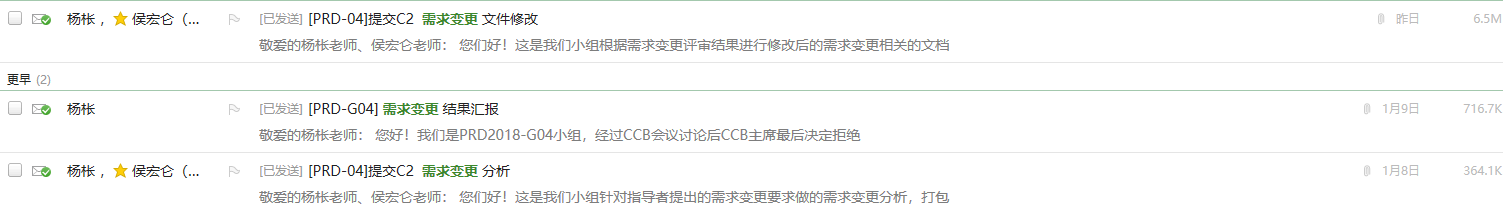 杨枨 ， 侯宏仑（... [已发送] [PRD-04]提交C2 需求变更 文件修改 昨日 6.5M
敬爱的杨枨老师、侯宏仑老师： 您们好！这是我们小组根据需求变更评审结果进行修改后的需求变更相关的文档
更早 (2)
杨枨 [已发送] [PRD-G04] 需求变更 结果汇报 1月9日 716.7K
敬爱的杨枨老师： 您好！我们是PRD2018-G04小组，经过CCB会议讨论后CCB主席最后决定拒绝
杨枨 ， 侯宏仑（... [已发送] [PRD-04]提交C2 需求变更 分析 1月8日 364.1K
敬爱的杨枨老师、侯宏仑老师： 您们好！这是我们小组针对指导者提出的需求变更要求做的需求变更分析，打包